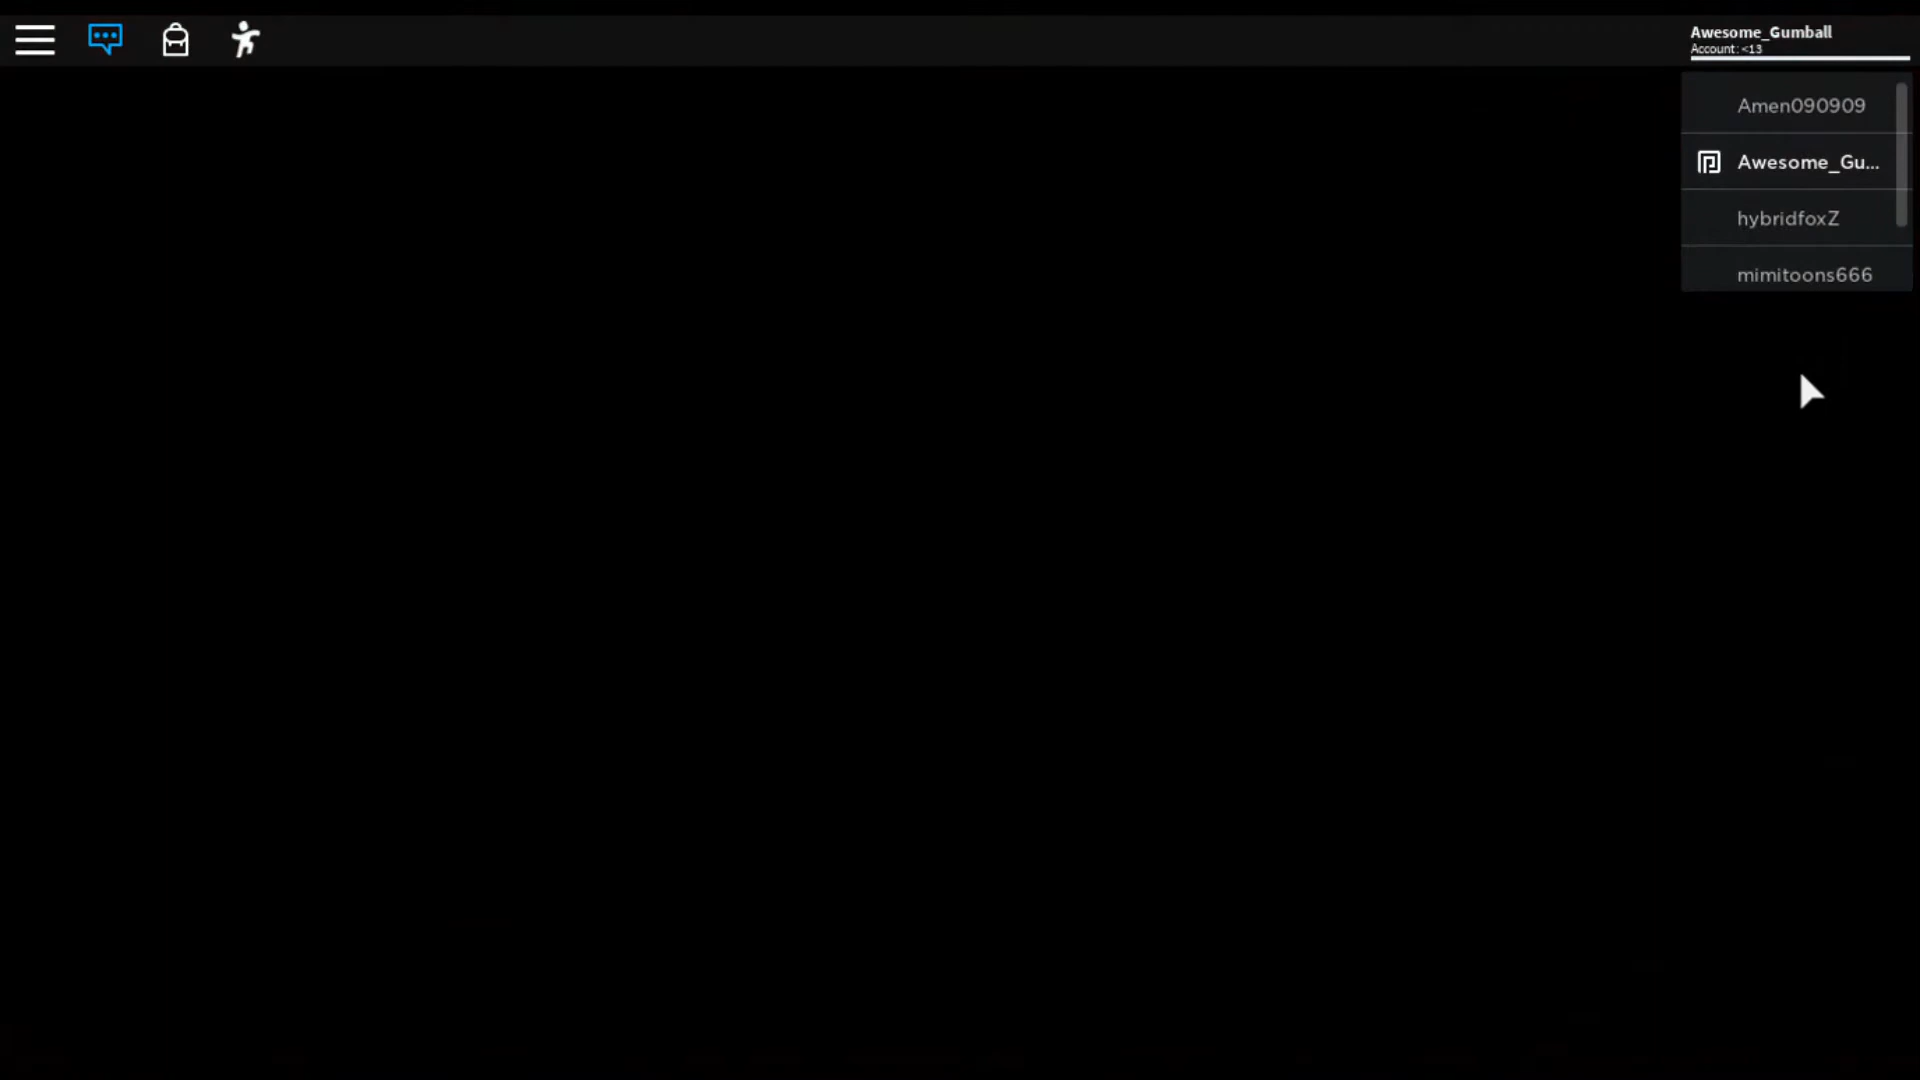 Awesome_Gumball
Account: <13
Amen090909
Awesome_Gu...
hybridfoxZ
mimitoons666